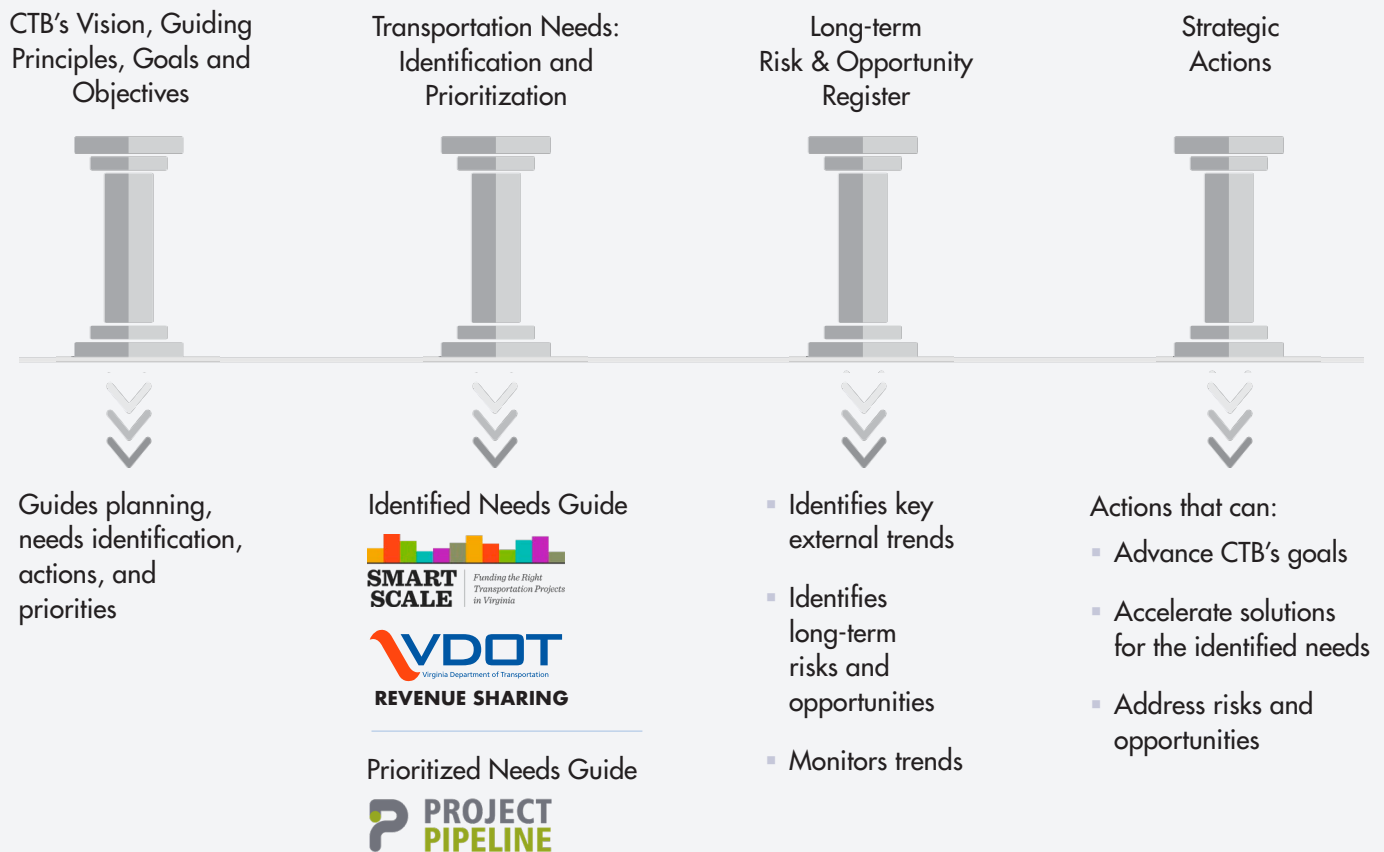 CTB's Vision, Guiding
Principles, Goals and
Objectives
Transportation Needs:
Identification and
Prioritization
Long-term
Risk & Opportunity
Register
Strategic
Actions
Guides planning,
needs identification,
actions, and
priorities
Identified Needs Guide
SMART
SCALE
Funding the Right
Transportation Projects
in Virginia
VDOT
Virginia Department of Transportation
REVENUE SHARING
Prioritized Needs Guide
PROJECT
PIPELINE
Identifies key
external trends
Identifies
long-term
risks and
opportunities
Monitors trends
Actions that can:
Advance CTB's goals
Accelerate solutions
for the identified needs
Address risks and
opportunities